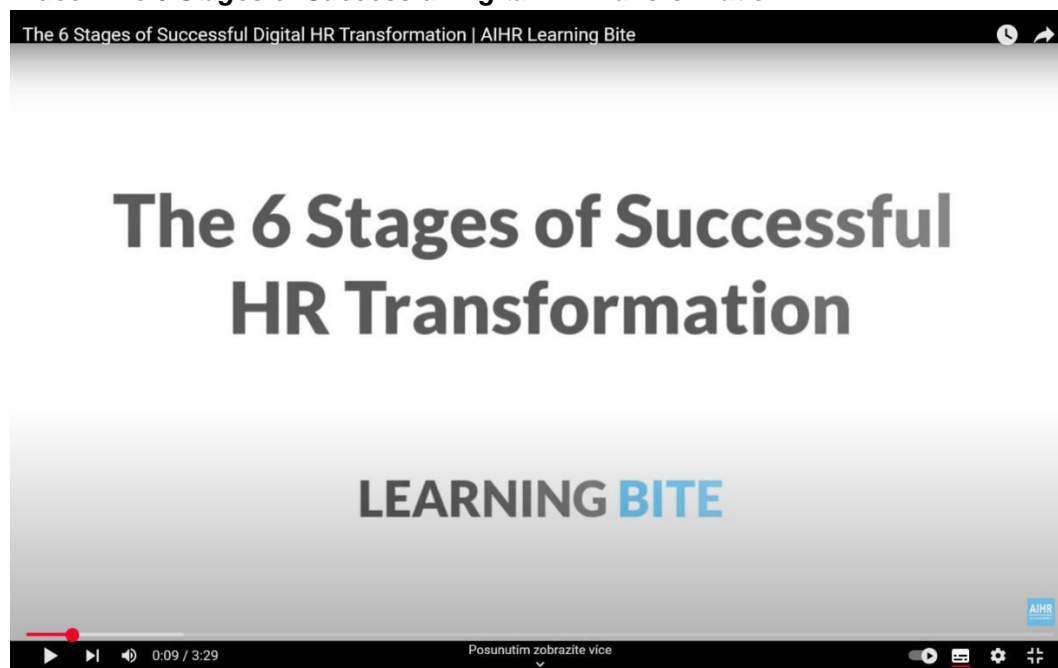 The 6 Stages of Successful Digital HR Transformation | AIHR Learning Bite
The 6 Stages of Successful
HR Transformation
LEARNING BITE
AIHR
ACADEMY
0:09 / 3:29
Posunutím zobrazíte více